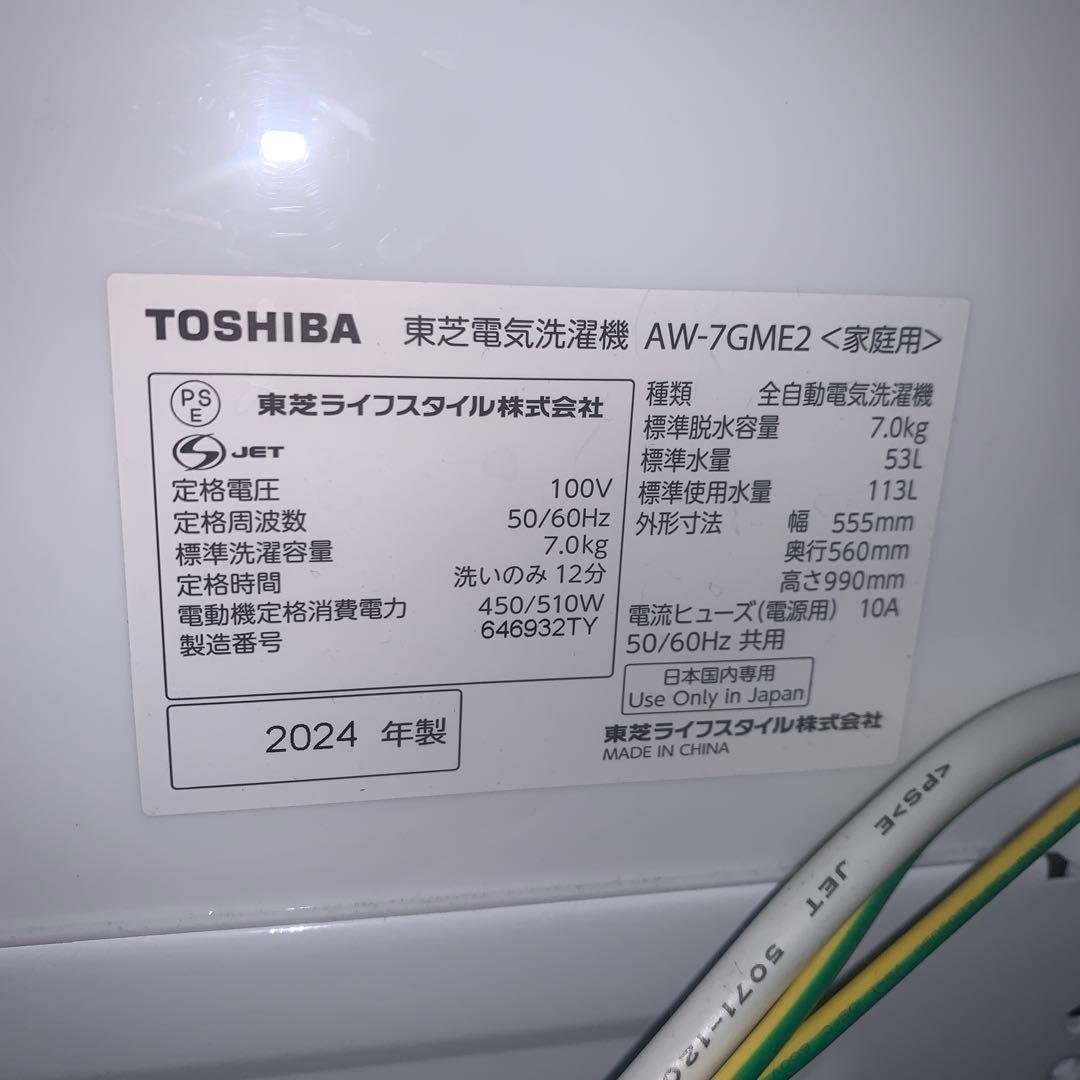 TOSHIBA 東芝電気洗濯機 AW-7GME2 <家庭用>
PSE 東芝ライフスタイル株式会社
S JET
定格電圧 100V
定格周波数 50/60Hz
標準洗濯容量 7.0kg
定格時間 洗いのみ 12分
電動機定格消費電力 450/510W
製造番号 646932TY
2024 年製
種類 全自動電気洗濯機
標準脱水容量 7.0kg
標準水量 53L
標準使用水量 113L
外形寸法 幅 555mm
奥行560mm
高さ990mm
電流ヒューズ(電源用) 10A
50/60Hz 共用
日本国内専用
Use Only in Japan
東芝ライフスタイル株式会社
MADE IN CHINA
<PS>E JET 5071-120